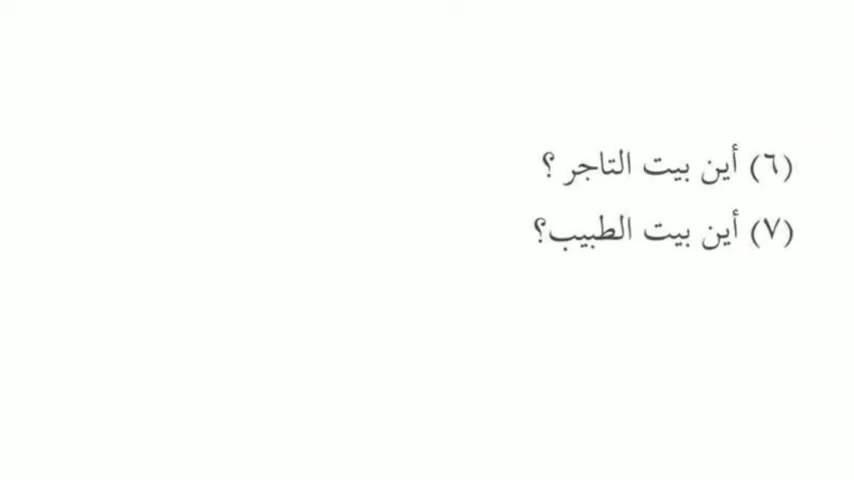 (٦) أين بيت التاجر ؟
(٧) أين بيت الطبيب؟